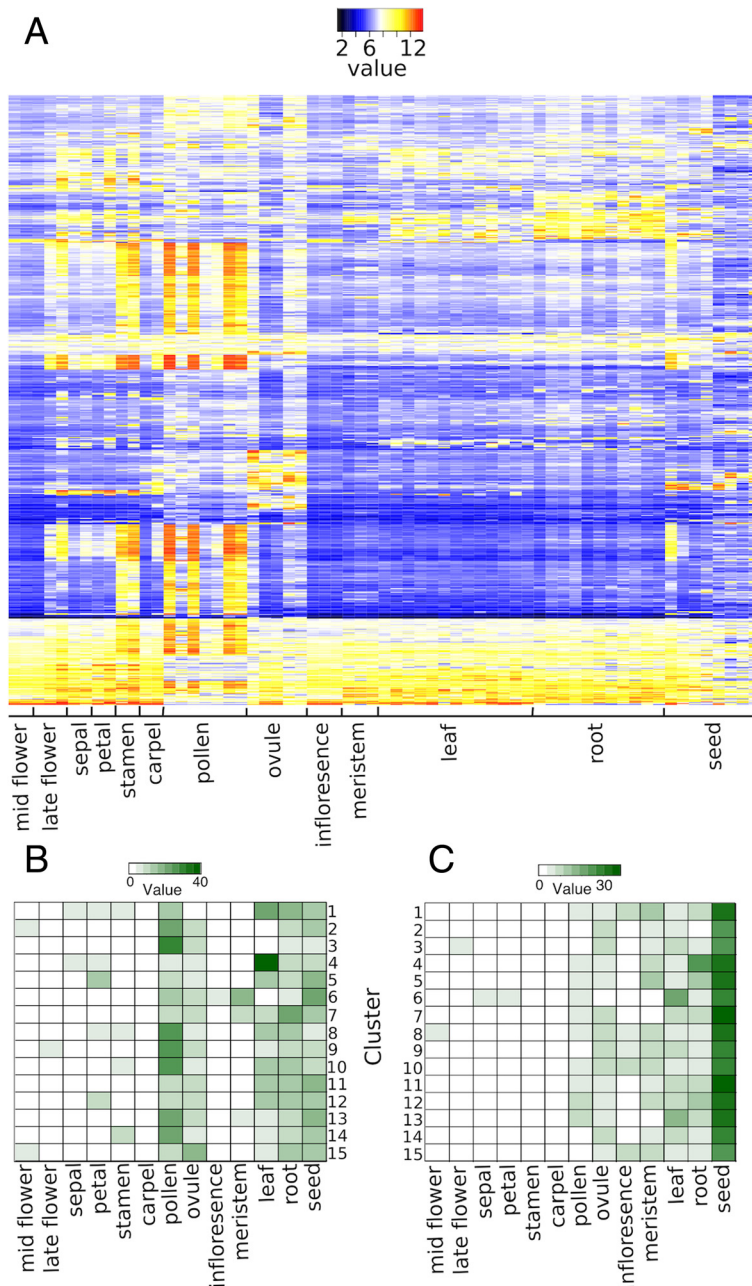 A
2 6 12
value
mid flower
late flower
sepal
petal
stamen
carpel
pollen
ovule
infloresence
meristem
leaf
root
seed
B
0 Value 40
1
2
3
4
5
6
7
8
9
10
11
12
13
14
15
mid flower
late flower
sepal
petal
stamen
carpel
pollen
ovule
infloresence
meristem
leaf
root
seed
Cluster
C
0 Value 30
1
2
3
4
5
6
7
8
9
10
11
12
13
14
15
mid flower
late flower
sepal
petal
stamen
carpel
pollen
ovule
nfloresence
meristem
leaf
root
seed